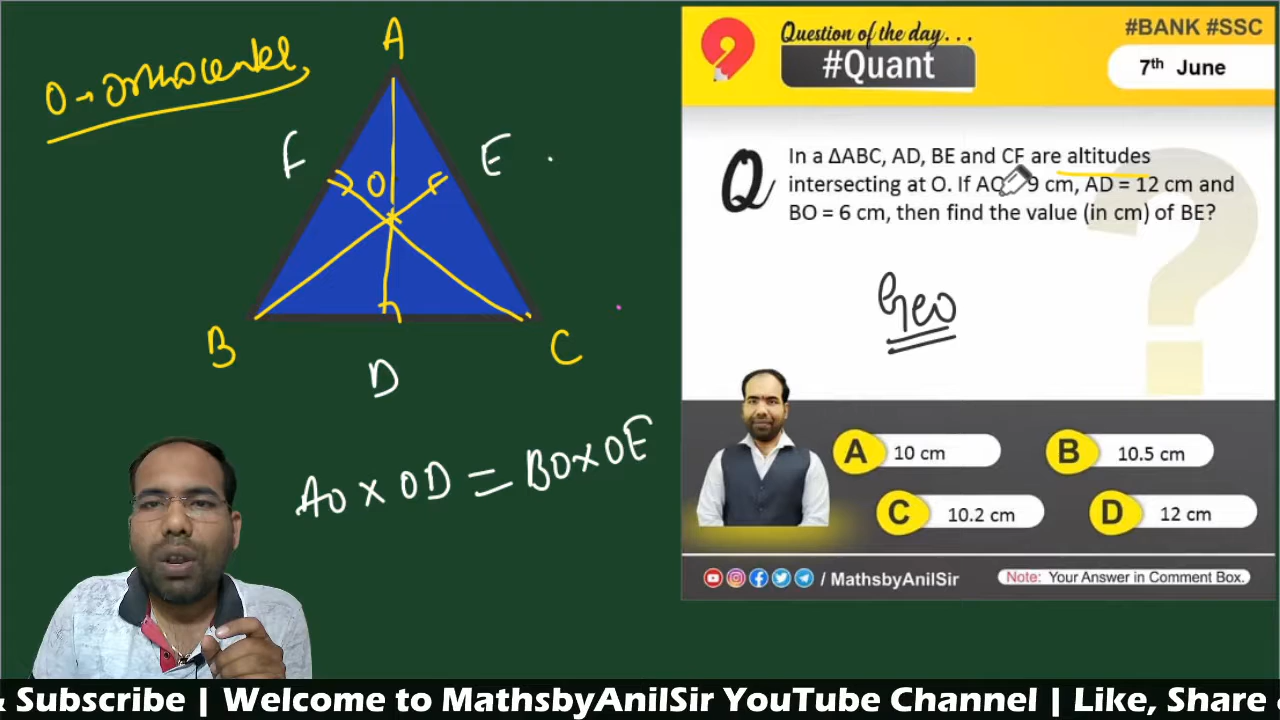 O → orthocenter
A
F
E
O
B
C
D
AO × OD = BO × OE
Question of the day...
#Quant
#BANK #SSC
7th June
Q
In a ΔABC, AD, BE and CF are altitudes
intersecting at O. If AO 9 cm, AD = 12 cm and
BO = 6 cm, then find the value (in cm) of BE?
Geo
A 10 cm
B 10.5 cm
C 10.2 cm
D 12 cm
/ MathsbyAnilSir
Note: Your Answer in Comment Box.
& Subscribe | Welcome to MathsbyAnilSir YouTube Channel | Like, Share